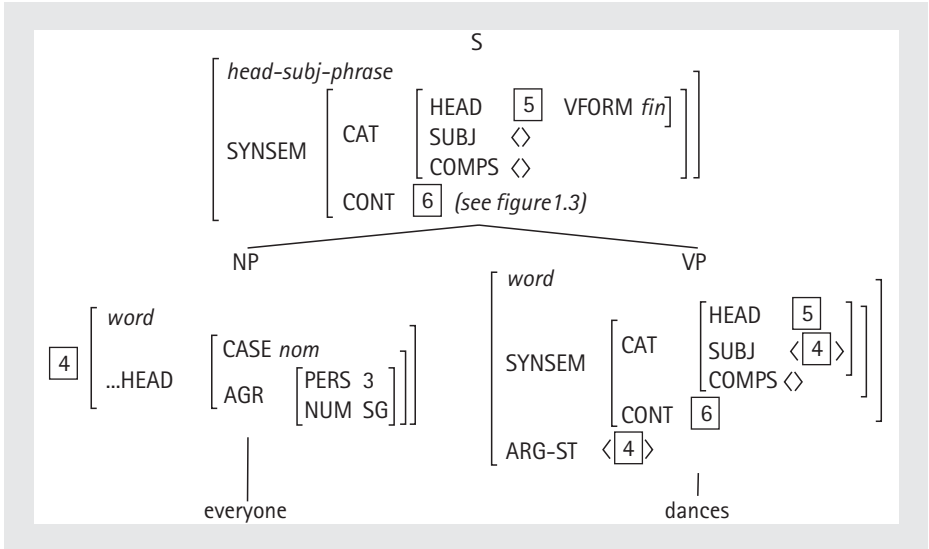 S
head-subj-phrase
HEAD 5 VFORM fin
CAT SUBJ <>
SYNSEM
COMPS <>
CONT 6 (see figure1.3)
NP VP
word
word
HEAD 5
CASE nom
CAT SUBJ <4>
4 ...HEAD
SYNSEM
AGR PERS 3
COMPS <>
NUM SG
CONT 6
ARG-ST <4>
everyone dances